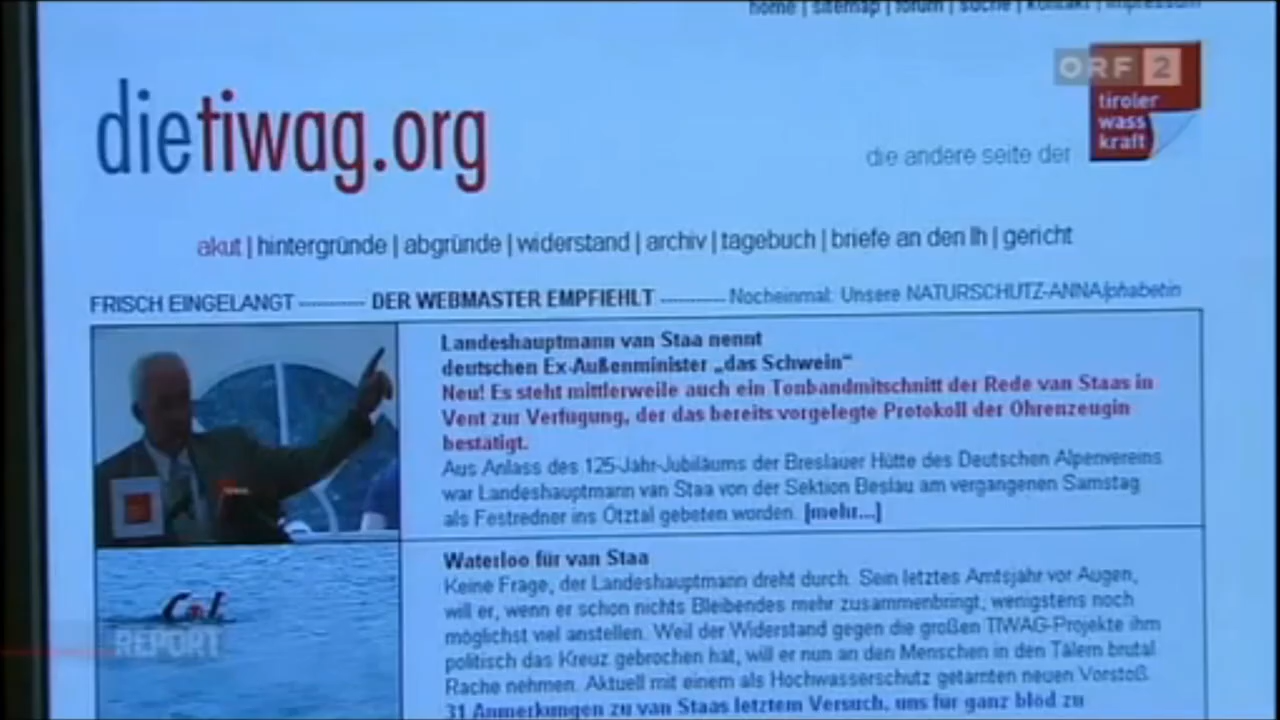 home | sitemap | forum | suche | kontakt | impressum
ORF 2
dietiwag.org
tiroler
wass
kraft
die andere seite der
akut | hintergründe | abgründe | widerstand | archiv | tagebuch | briefe an den lh | gericht
FRISCH EINGELANGT ---------- DER WEBMASTER EMPFIEHLT ---------- Nocheinmal: Unsere NATURSCHUTZ-ANNAlphabetin
Landeshauptmann van Staa nennt
deutschen Ex-Außenminister „das Schwein“
Neu! Es steht mittlerweile auch ein Tonbandmitschnitt der Rede van Staas in
Vent zur Verfügung, der das bereits vorgelegte Protokoll der Ohrenzeugin
bestätigt.
Aus Anlass des 125-Jahr-Jubiläums der Breslauer Hütte des Deutschen Alpenvereins
war Landeshauptmann van Staa von der Sektion Beslau am vergangenen Samstag
als Festredner ins Ötztal gebeten worden. [mehr...]
Waterloo für van Staa
Keine Frage, der Landeshauptmann dreht durch. Sein letztes Amtsjahr vor Augen,
will er, wenn er schon nichts Bleibendes mehr zusammenbringt, wenigstens noch
möglichst viel anstellen. Weil der Widerstand gegen die großen TIWAG-Projekte ihm
politisch das Kreuz gebrochen hat, will er nun an den Menschen in den Tälern brutal
Rache nehmen. Aktuell mit einem als Hochwasserschutz getarnten neuen Vorstoß.
31 Anmerkungen zu van Staas letztem Versuch, uns für ganz blöd zu
REPORT